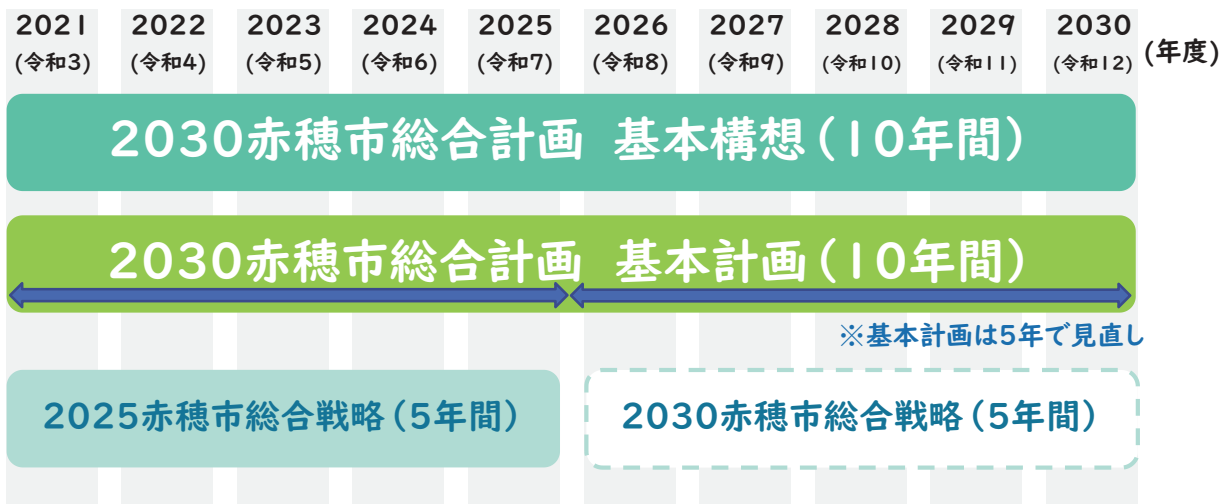 2021 2022 2023 2024 2025 2026 2027 2028 2029 2030
(令和3) (令和4) (令和5) (令和6) (令和7) (令和8) (令和9) (令和10) (令和11) (令和12) (年度)
2030赤穂市総合計画 基本構想(10年間)
2030赤穂市総合計画 基本計画(10年間)
※基本計画は5年で見直し
2025赤穂市総合戦略(5年間) 2030赤穂市総合戦略(5年間)